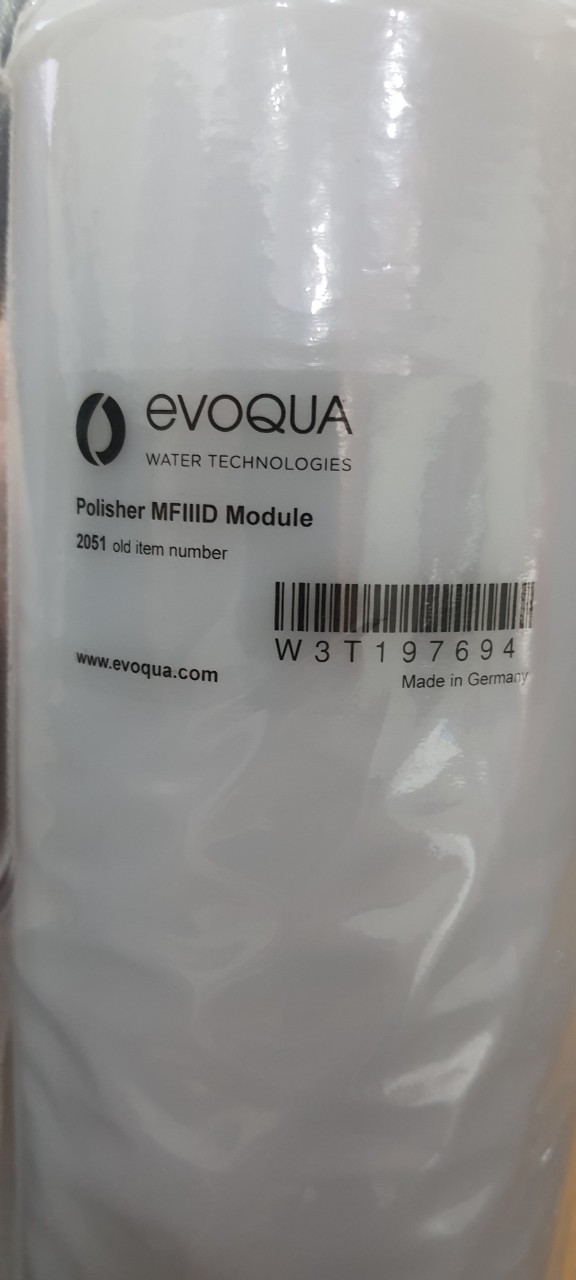 evoQUA
WATER TECHNOLOGIES
Polisher MFIIID Module
2051 old item number
W3T197694
www.evoqua.com
Made in Germany